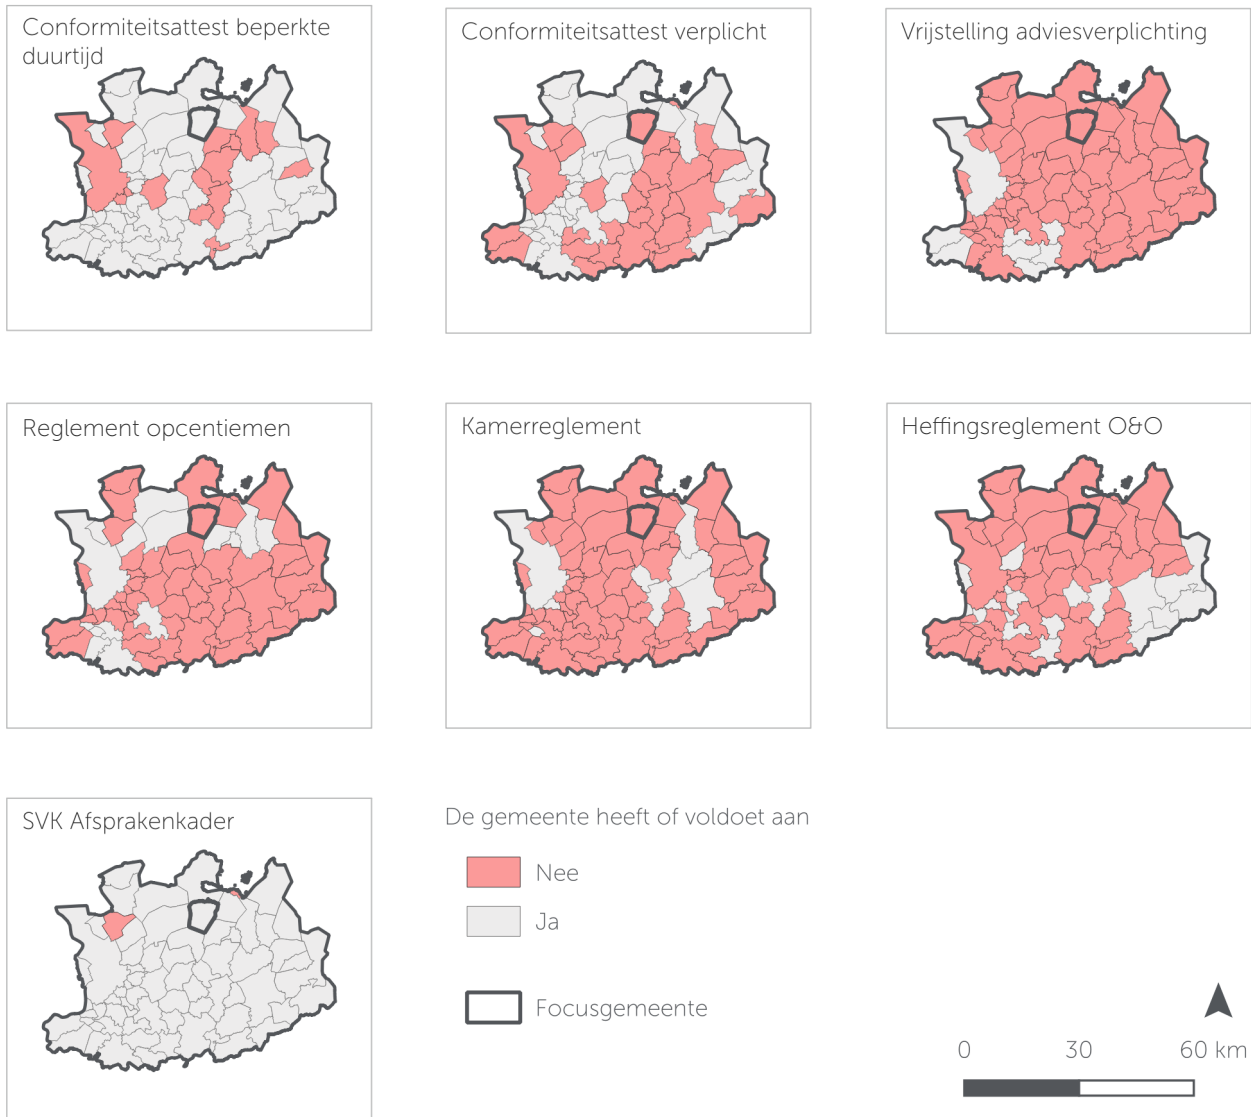 Conformiteitsattest beperkte
duurtijd
Conformiteitsattest verplicht
Vrijstelling adviesverplichting
Reglement opcentiemen
Kamerreglement
Heffingsreglement O&O
SVK Afsprakenkader
De gemeente heeft of voldoet aan
Nee
Ja
Focusgemeente
0 30 60 km